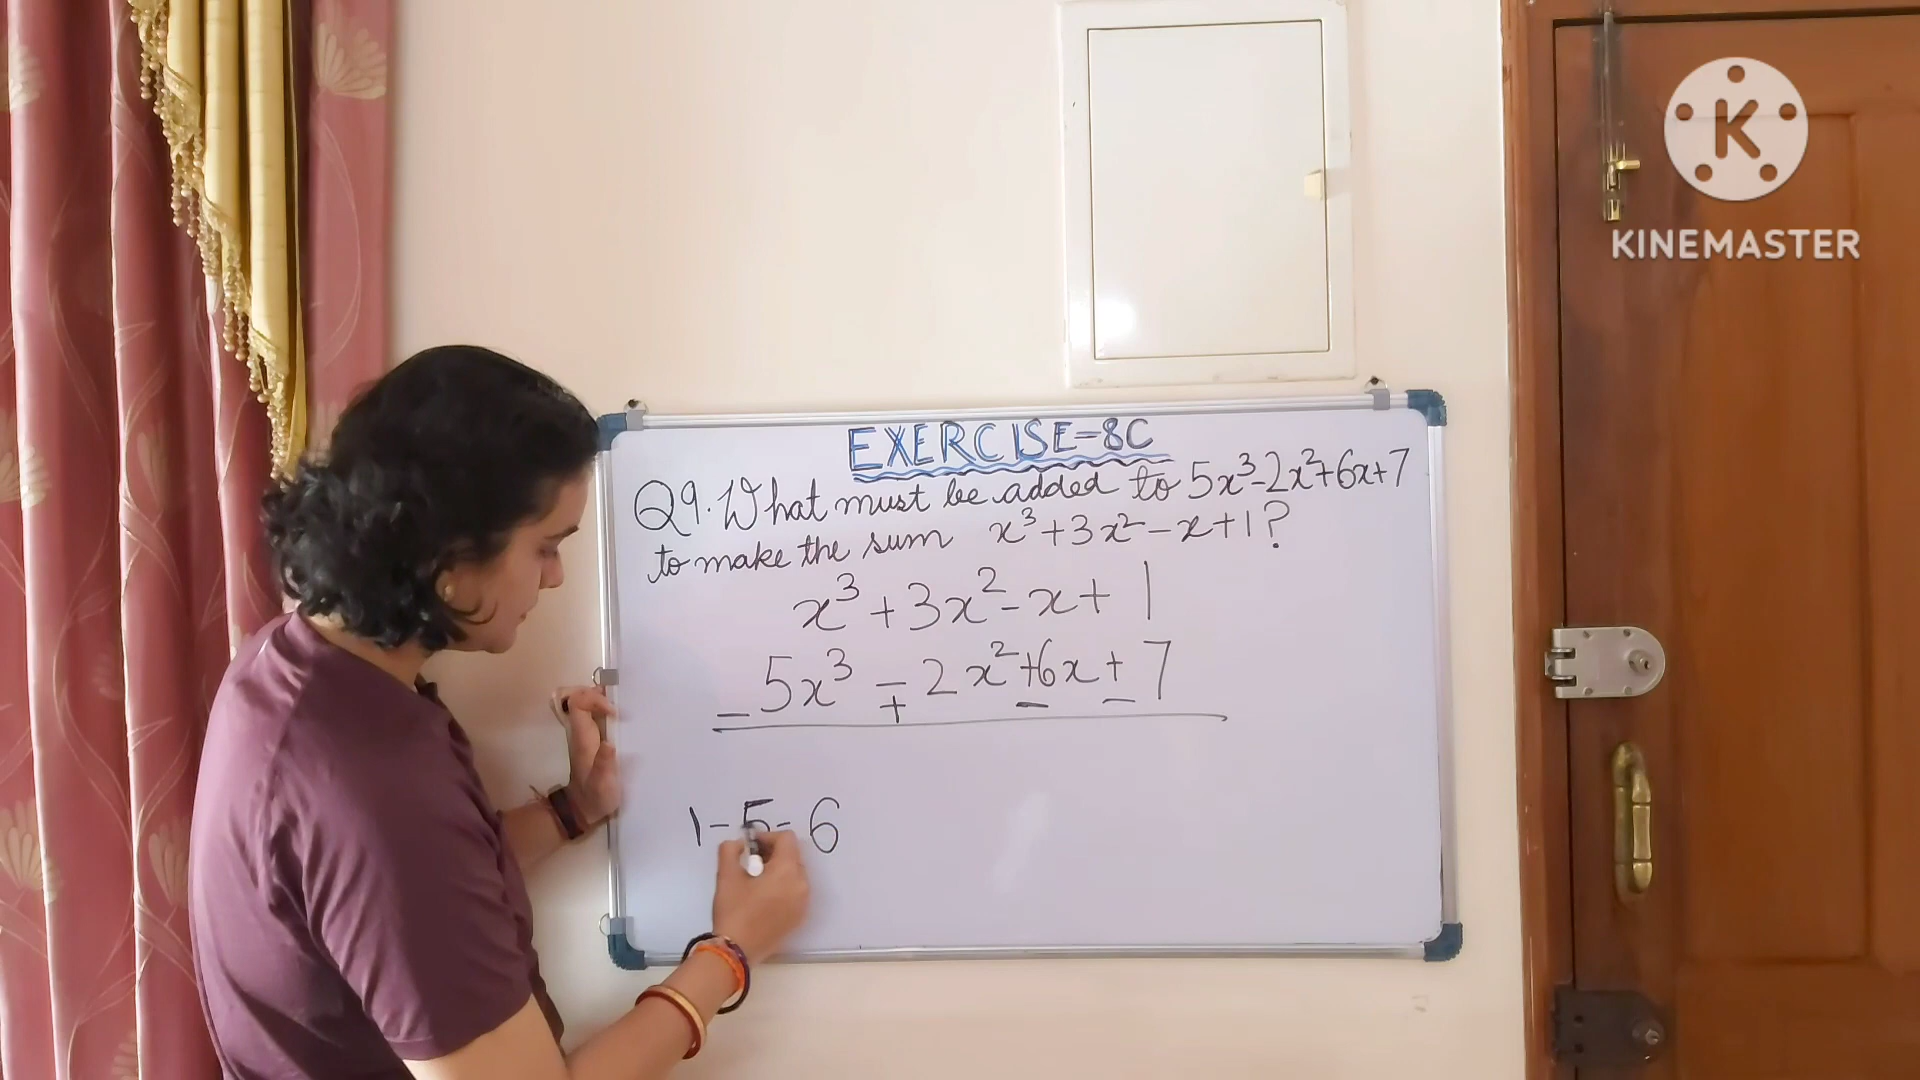 EXERCISE-8C
Q9. What must be added to 5x³-2x²+6x+7
to make the sum x³+3x²-x+1?
x³+3x²-x+1
5x³-2x²+6x+7
- + - -
1-5- 6
K
KINEMASTER